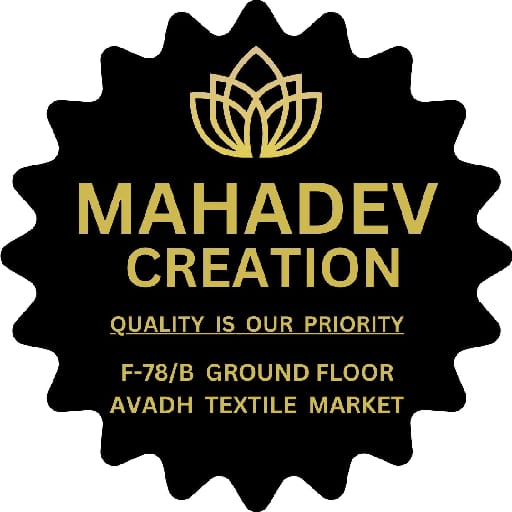 MAHADEV
CREATION
QUALITY IS OUR PRIORITY
F-78/B GROUND FLOOR
AVADH TEXTILE MARKET